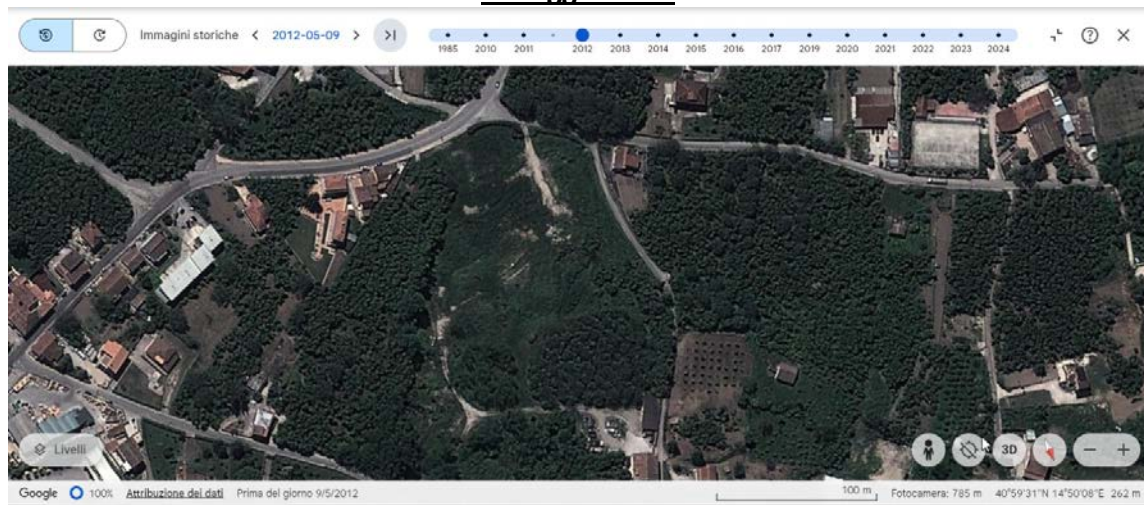 Immagini storiche < 2012-05-09 > >|
1985 2010 2011 2012 2013 2014 2015 2016 2017 2019 2020 2021 2022 2023 2024
Livelli
3D
Google 100% Attribuzione dei dati Prima del giorno 9/5/2012 100 m Fotocamera: 785 m 40°59'31"N 14°50'08"E 262 m